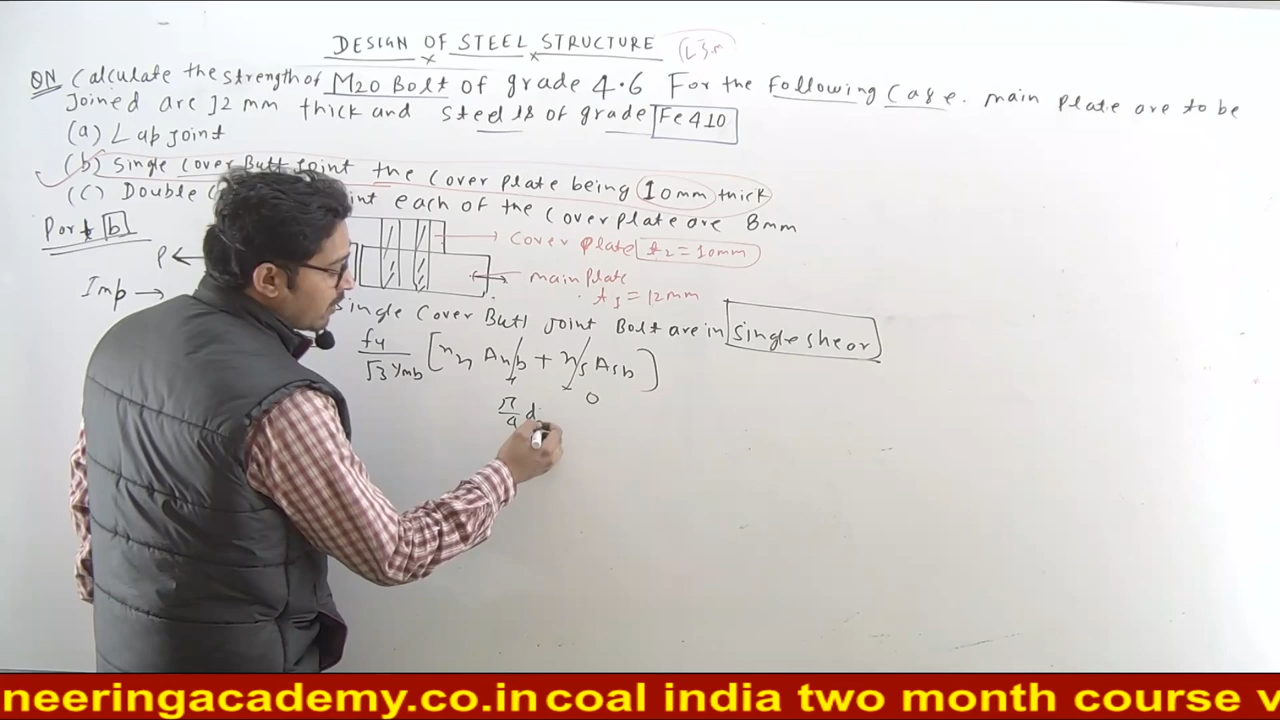 DESIGN OF STEEL STRUCTURE
QN Calculate the strength of M20 Bolt of grade 4.6 For the Following Case. main plate are to be
Joined are 12 mm thick and steel is of grade Fe410
(a) Lap joint
(b) Single Cover Butt Joint the Cover plate being 10mm thick
(C) Double each of the Cover plate are 8mm
Part b
cover plate t2 = 10mm
P
main plate
t1 = 12mm
Imp →
Single Cover Butt Joint Bolt are in Single shear
fu/√3 γmb [nn Anb + ns Asb]
0
π/4 d
neeringacademy.co.in coal india two month course v